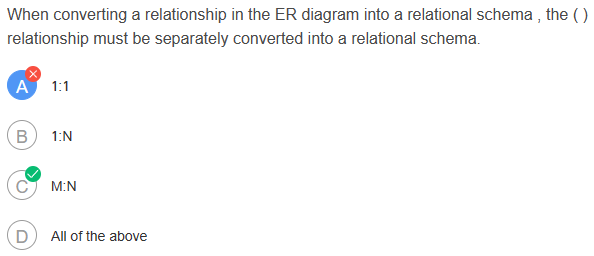 When converting a relationship in the ER diagram into a relational schema , the ( )
relationship must be separately converted into a relational schema.
A 1:1
B 1:N
C M:N
D All of the above